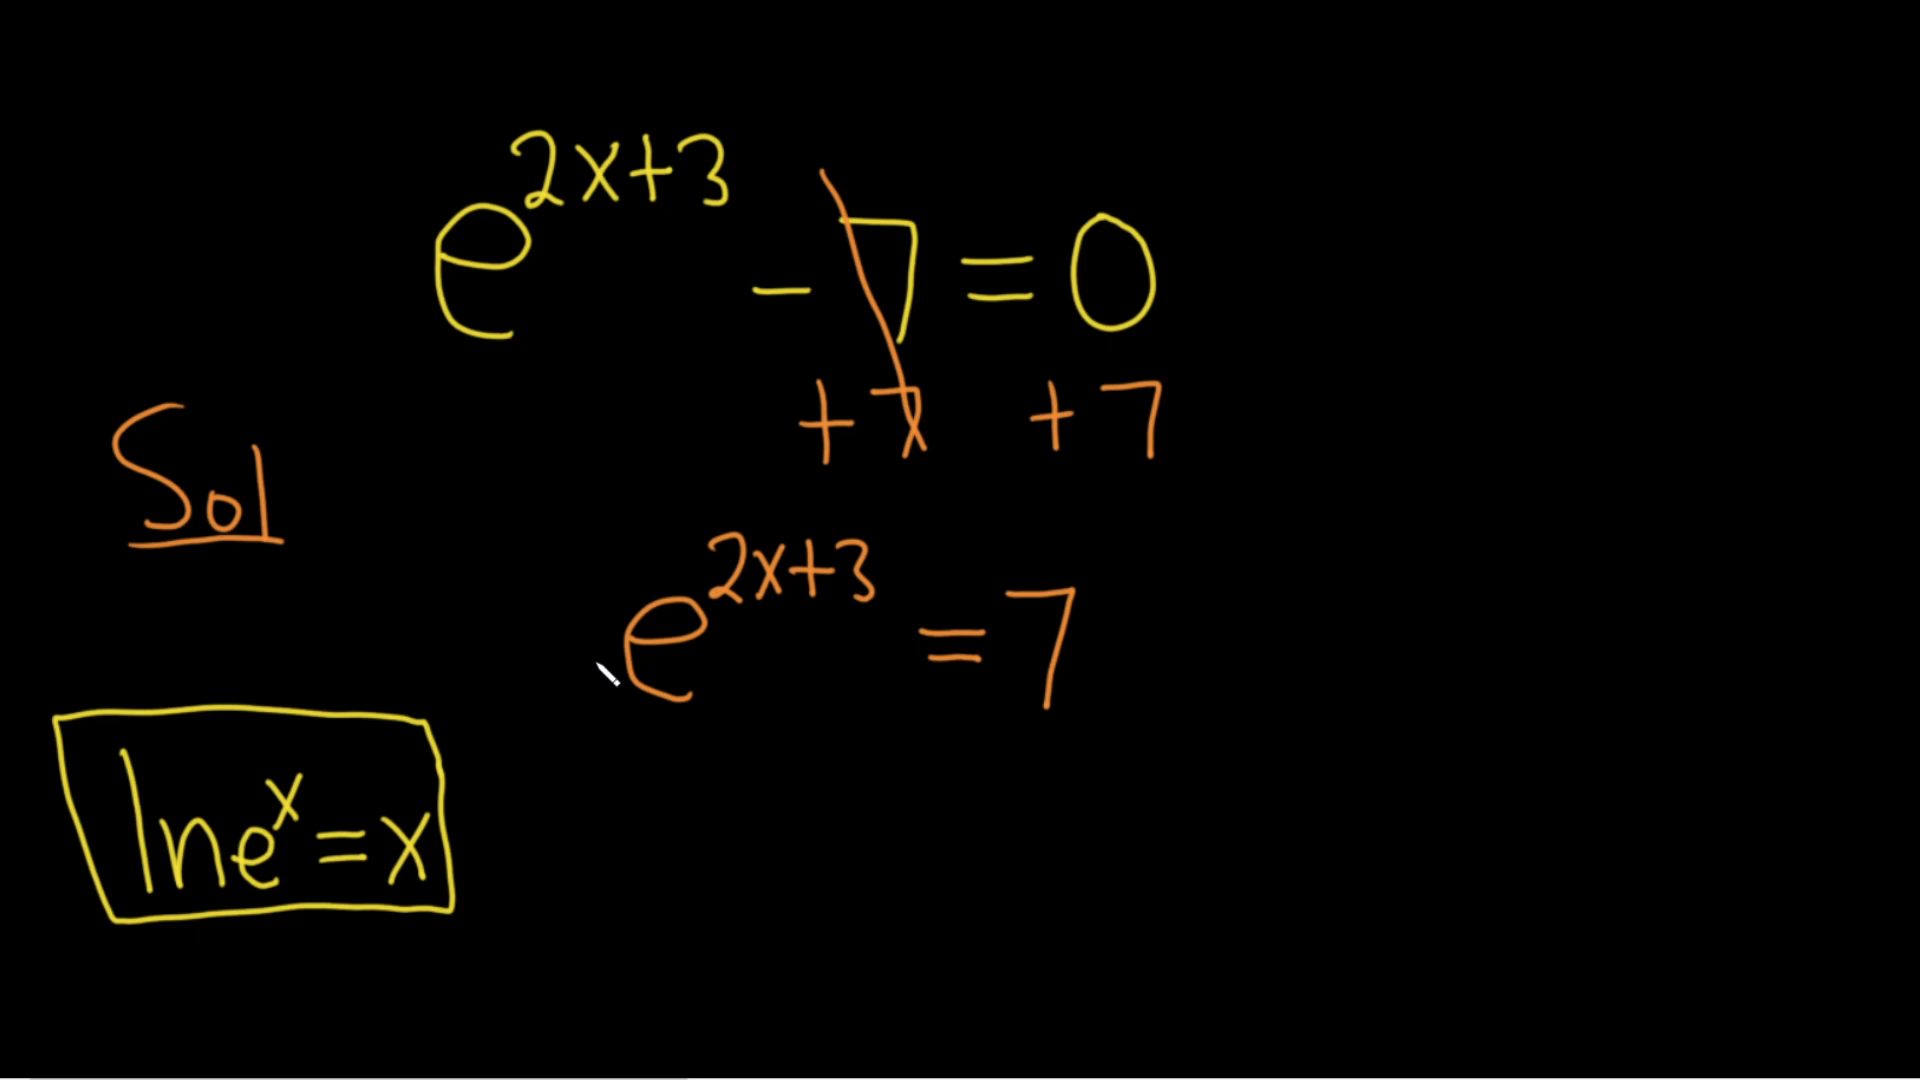 e^{2x+3} - 7 = 0
+7 +7
Sol
e^{2x+3} = 7
ln e^x = x